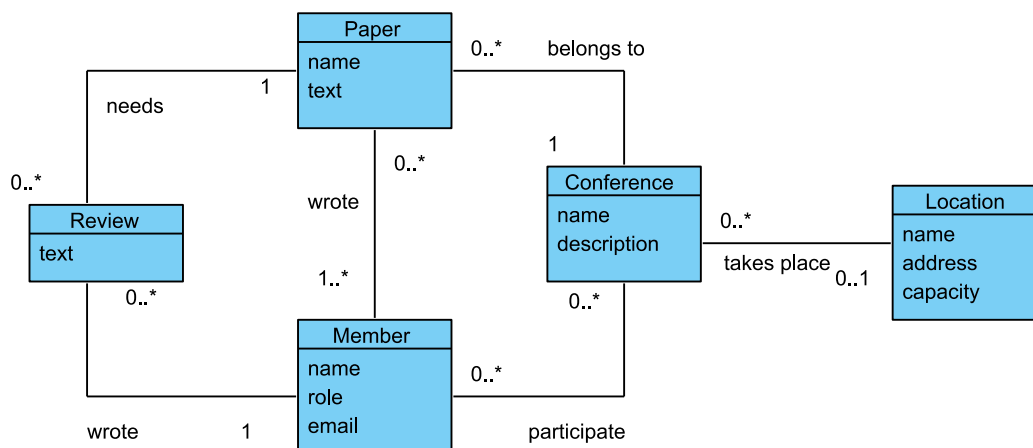 Paper
name
text
0..*
belongs to
1
needs
0..*
1
0..*
wrote
Conference
name
description
Location
name
address
capacity
Review
text
0..*
takes place
0..1
0..*
1..*
0..*
Member
name
role
email
0..*
wrote
1
participate